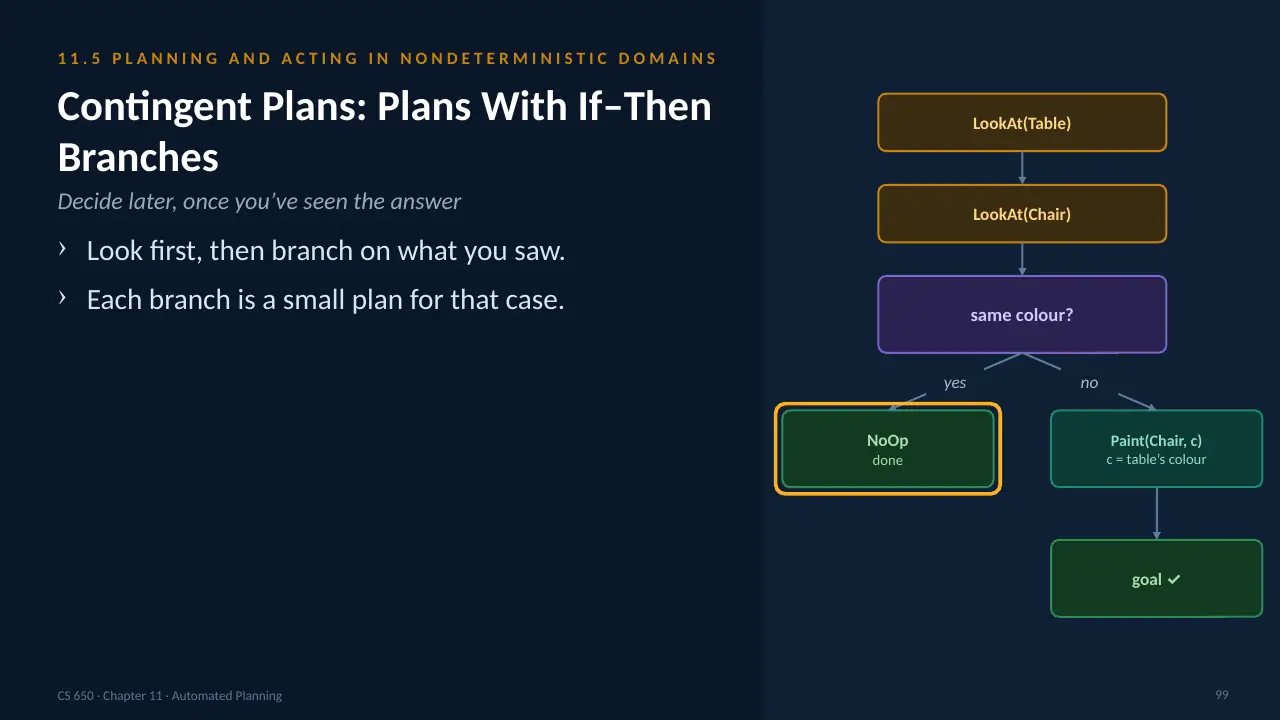 11.5 PLANNING AND ACTING IN NONDETERMINISTIC DOMAINS
Contingent Plans: Plans With If–Then
Branches
Decide later, once you’ve seen the answer
› Look first, then branch on what you saw.
› Each branch is a small plan for that case.
LookAt(Table)
LookAt(Chair)
same colour?
yes
no
NoOp
done
Paint(Chair, c)
c = table’s colour
goal ✓
CS 650 · Chapter 11 · Automated Planning
99